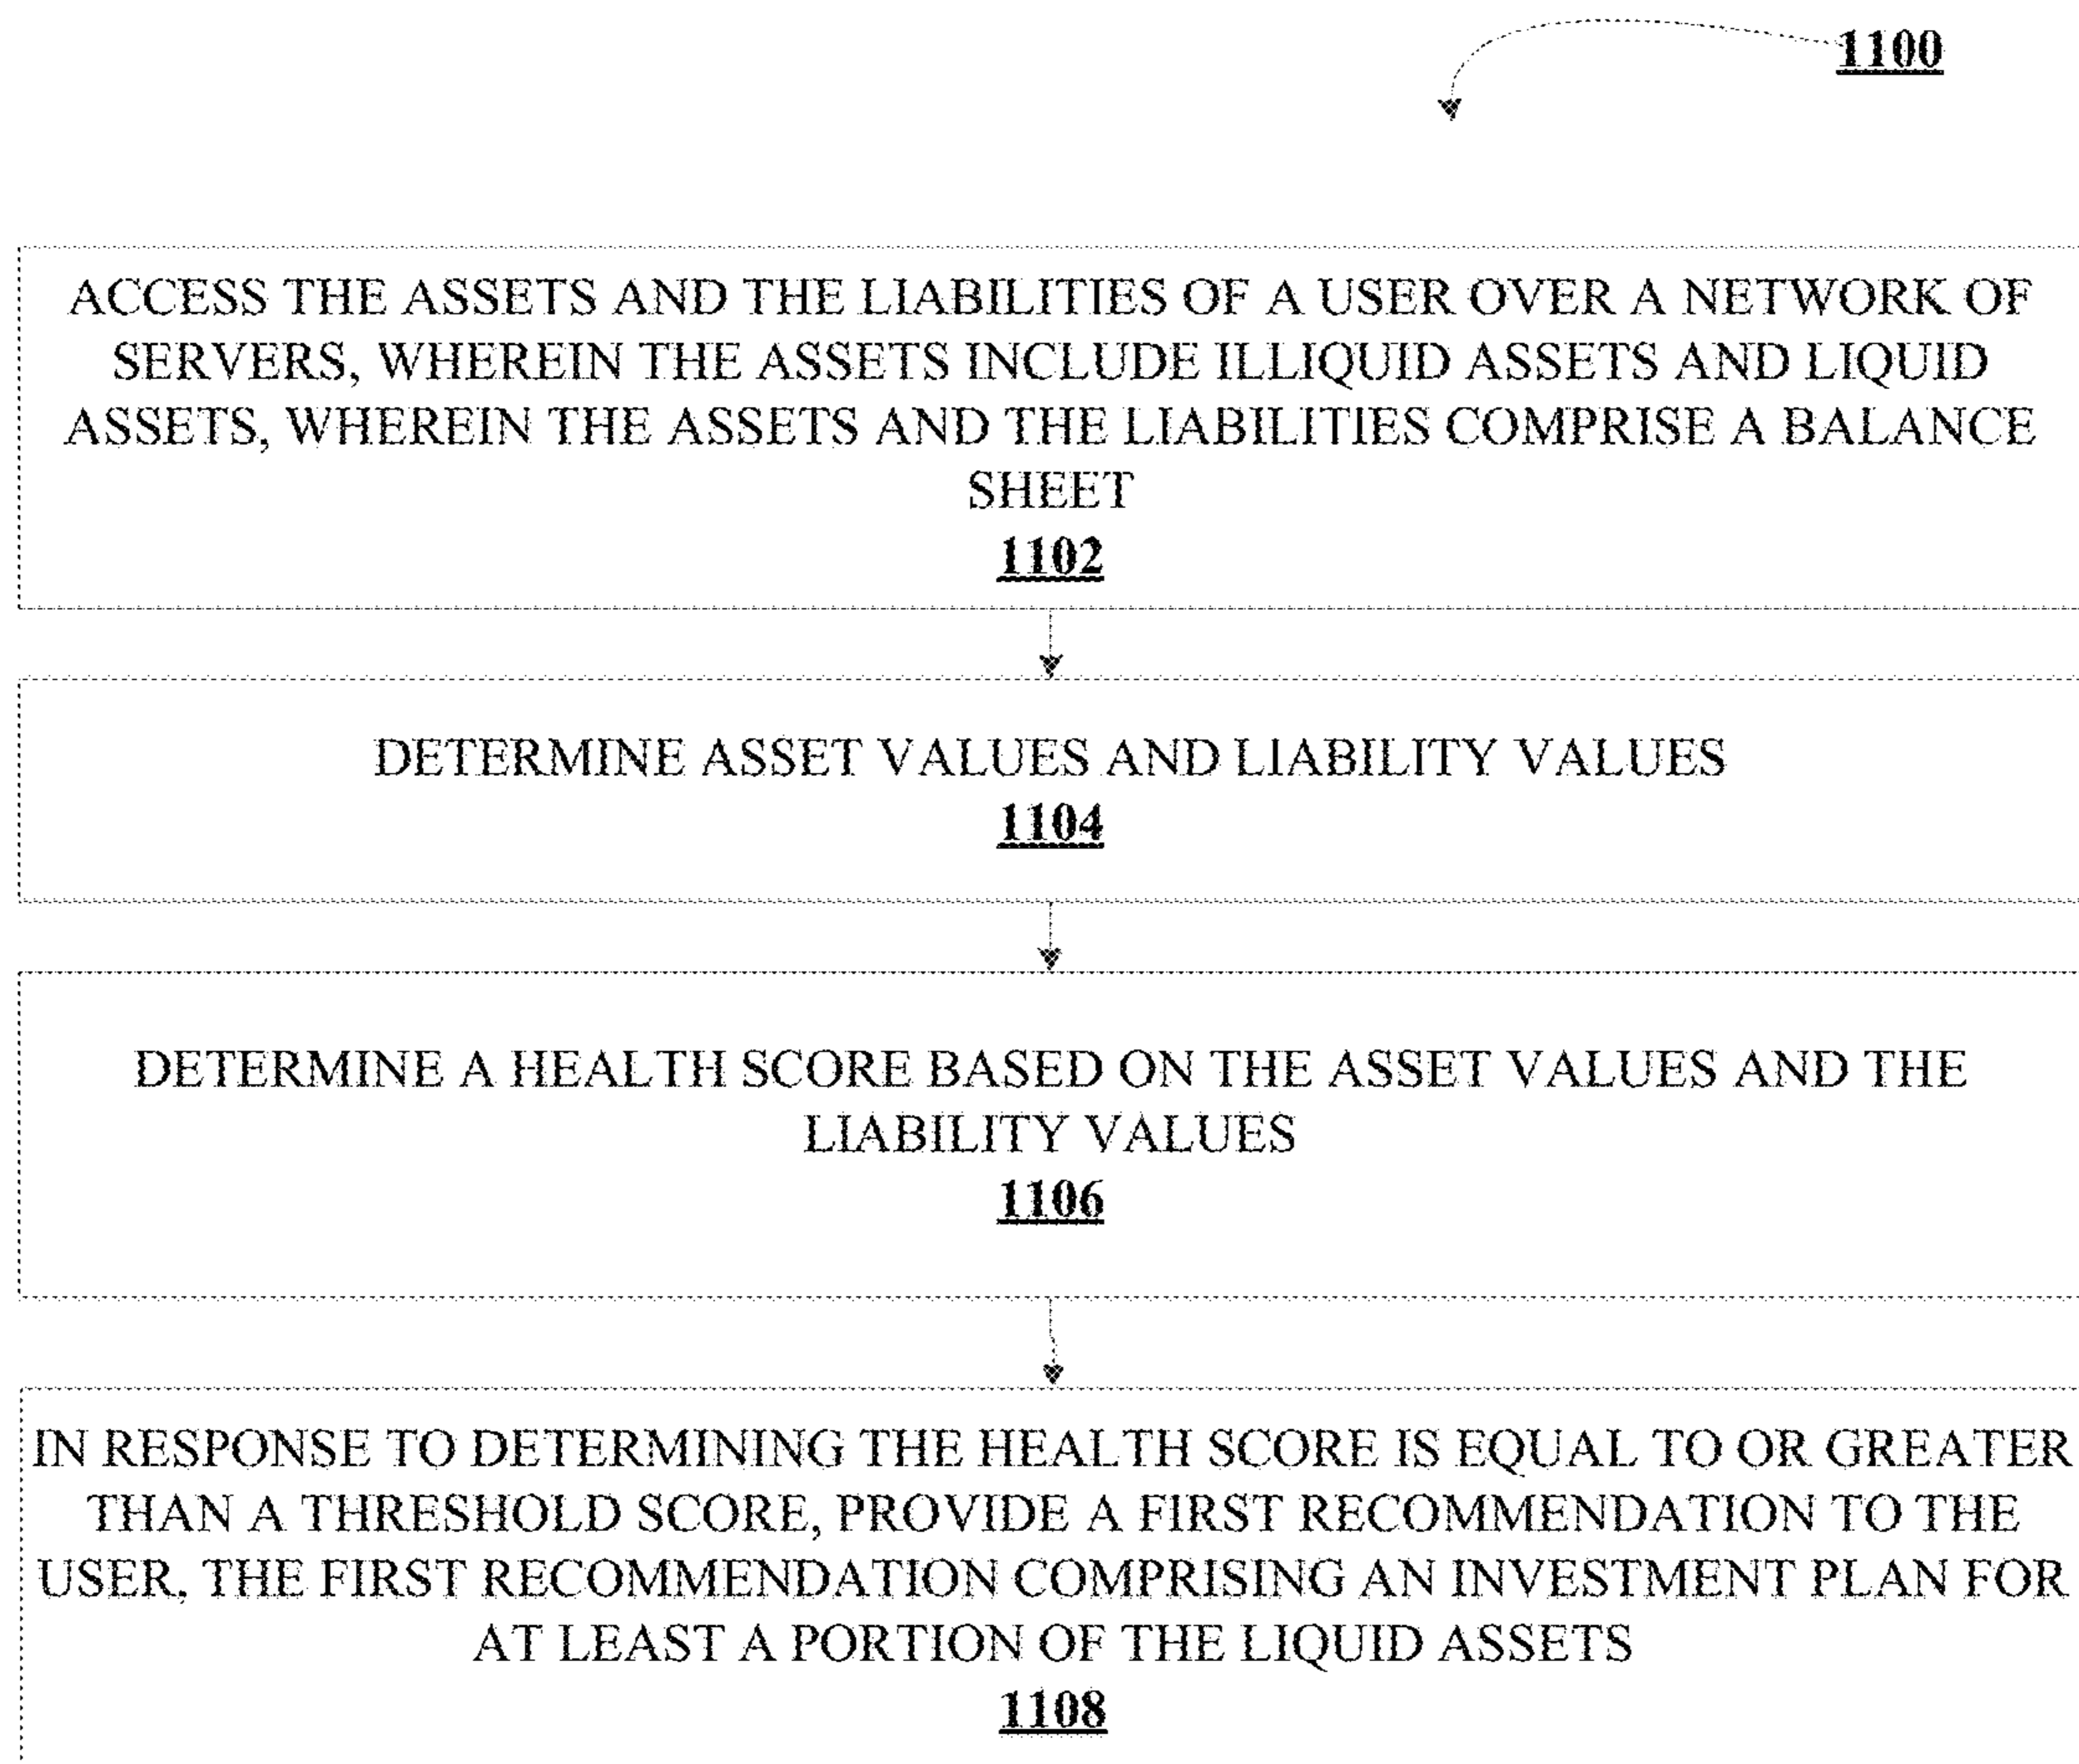 1100
ACCESS THE ASSETS AND THE LIABILITIES OF A USER OVER A NETWORK OF
SERVERS, WHEREIN THE ASSETS INCLUDE ILLIQUID ASSETS AND LIQUID
ASSETS, WHEREIN THE ASSETS AND THE LIABILITIES COMPRISE A BALANCE
SHEET
1102
DETERMINE ASSET VALUES AND LIABILITY VALUES
1104
DETERMINE A HEALTH SCORE BASED ON THE ASSET VALUES AND THE
LIABILITY VALUES
1106
IN RESPONSE TO DETERMINING THE HEALTH SCORE IS EQUAL TO OR GREATER
THAN A THRESHOLD SCORE, PROVIDE A FIRST RECOMMENDATION TO THE
USER, THE FIRST RECOMMENDATION COMPRISING AN INVESTMENT PLAN FOR
AT LEAST A PORTION OF THE LIQUID ASSETS
1108